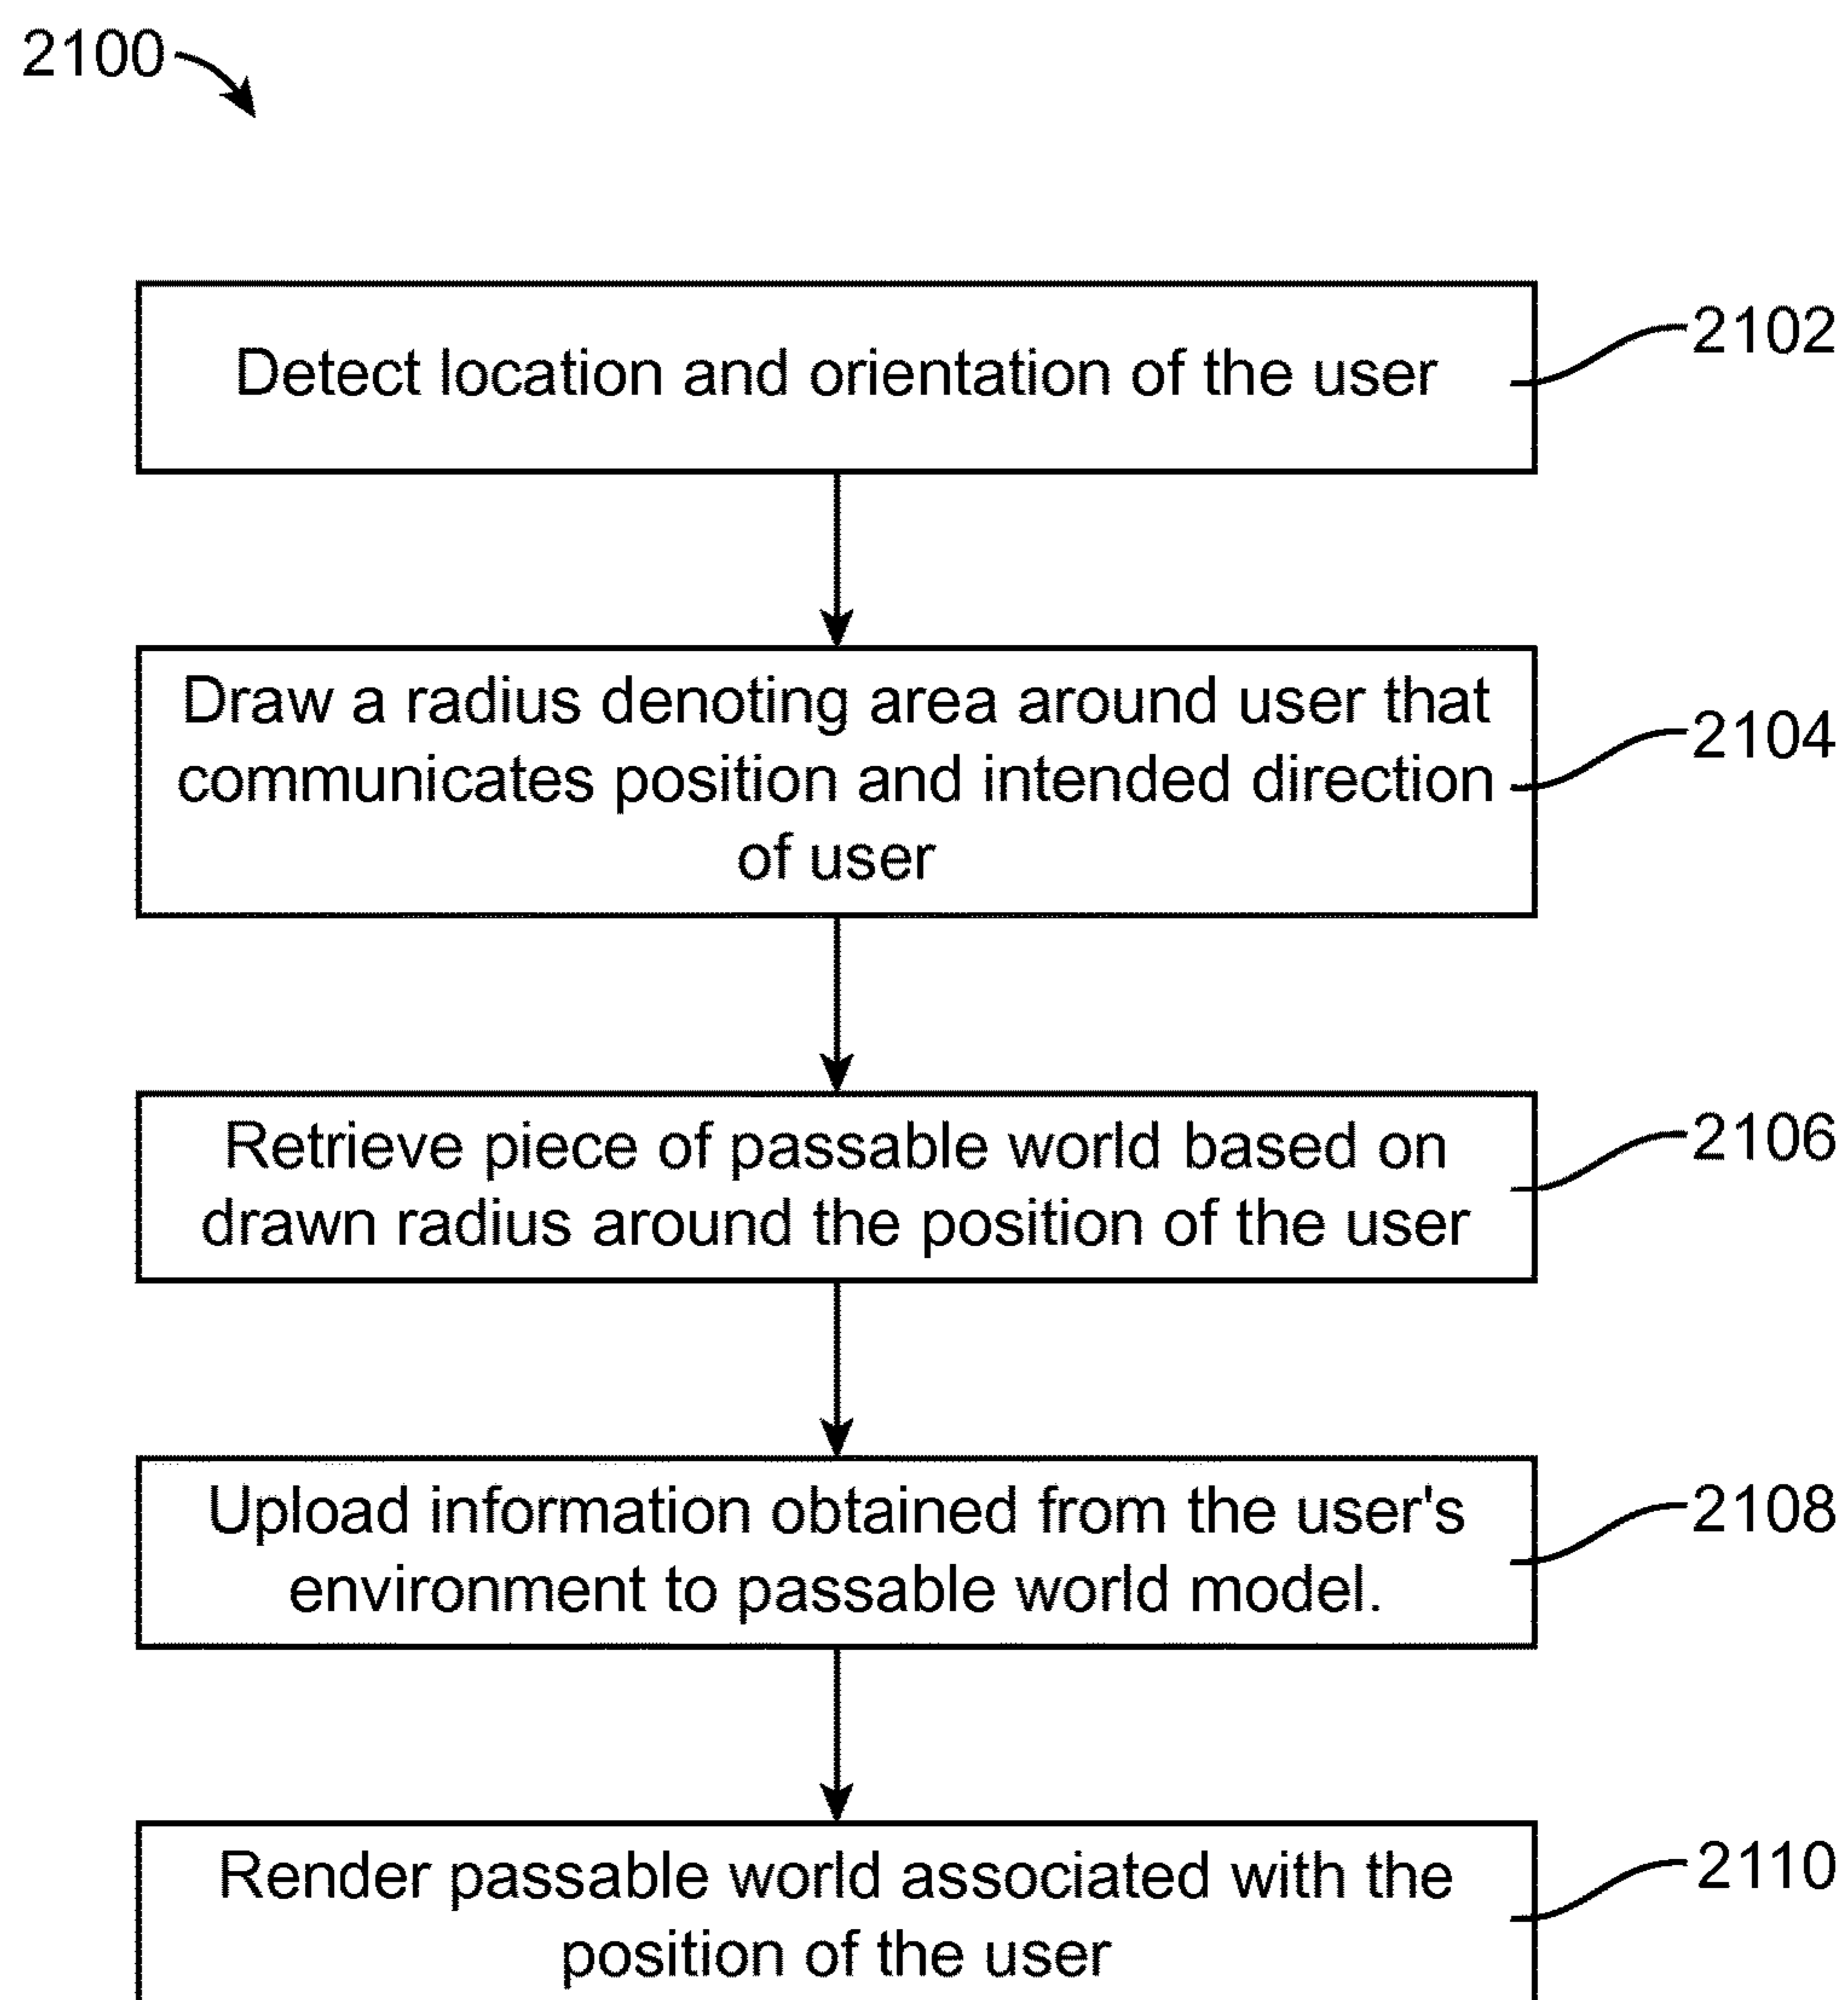 2100
Detect location and orientation of the user
2102
Draw a radius denoting area around user that
communicates position and intended direction
of user
2104
Retrieve piece of passable world based on
drawn radius around the position of the user
2106
Upload information obtained from the user's
environment to passable world model.
2108
Render passable world associated with the
position of the user
2110